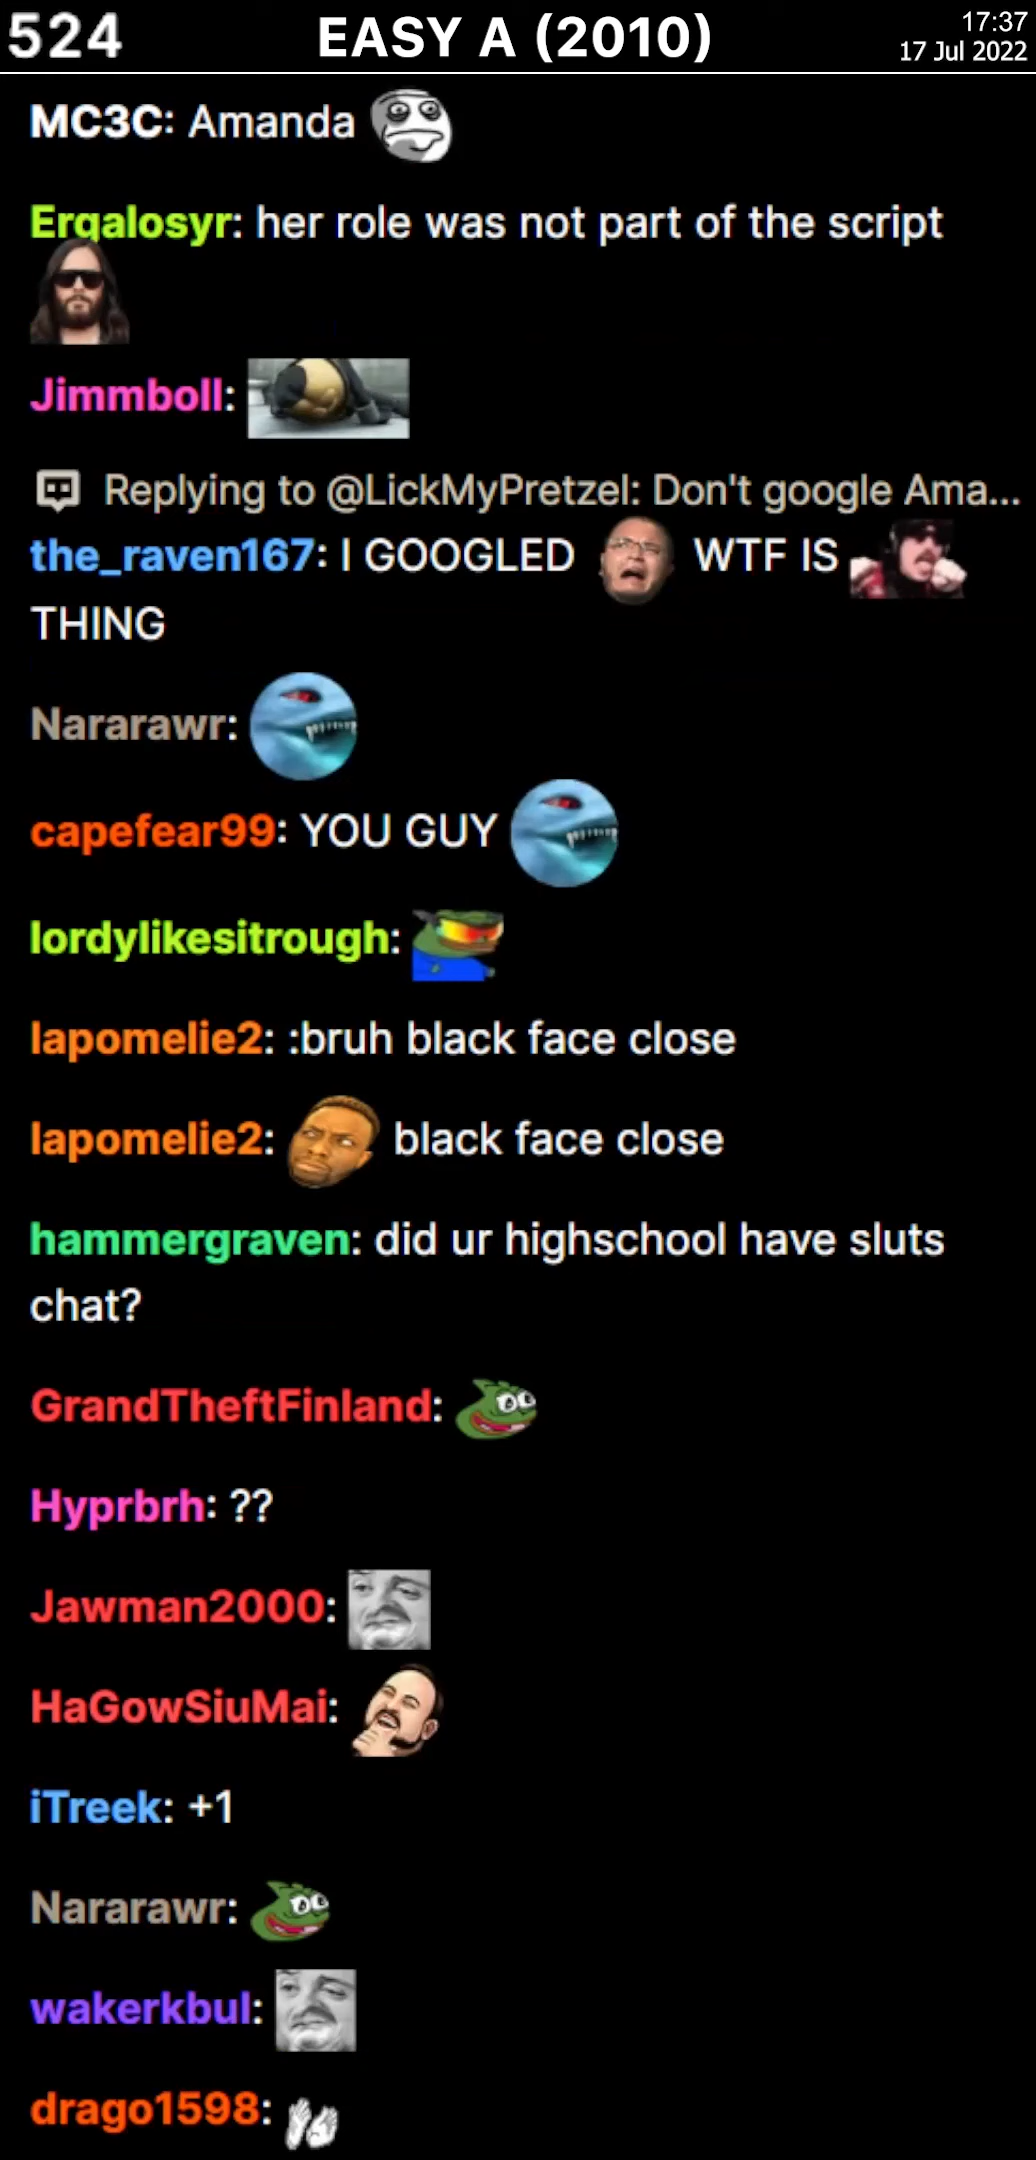 524
EASY A (2010)
17:37
17 Jul 2022
MC3C: Amanda
Ergalosyr: her role was not part of the script
Jimmboll:
Replying to @LickMyPretzel: Don't google Ama...
the_raven167: I GOOGLED WTF IS
THING
Nararawr:
capefear99: YOU GUY
lordylikesitrough:
lapomelie2: :bruh black face close
lapomelie2: black face close
hammergraven: did ur highschool have sluts
chat?
GrandTheftFinland:
Hyprbrh: ??
Jawman2000:
HaGowSiuMai:
iTreek: +1
Nararawr:
wakerkbul:
drago1598: